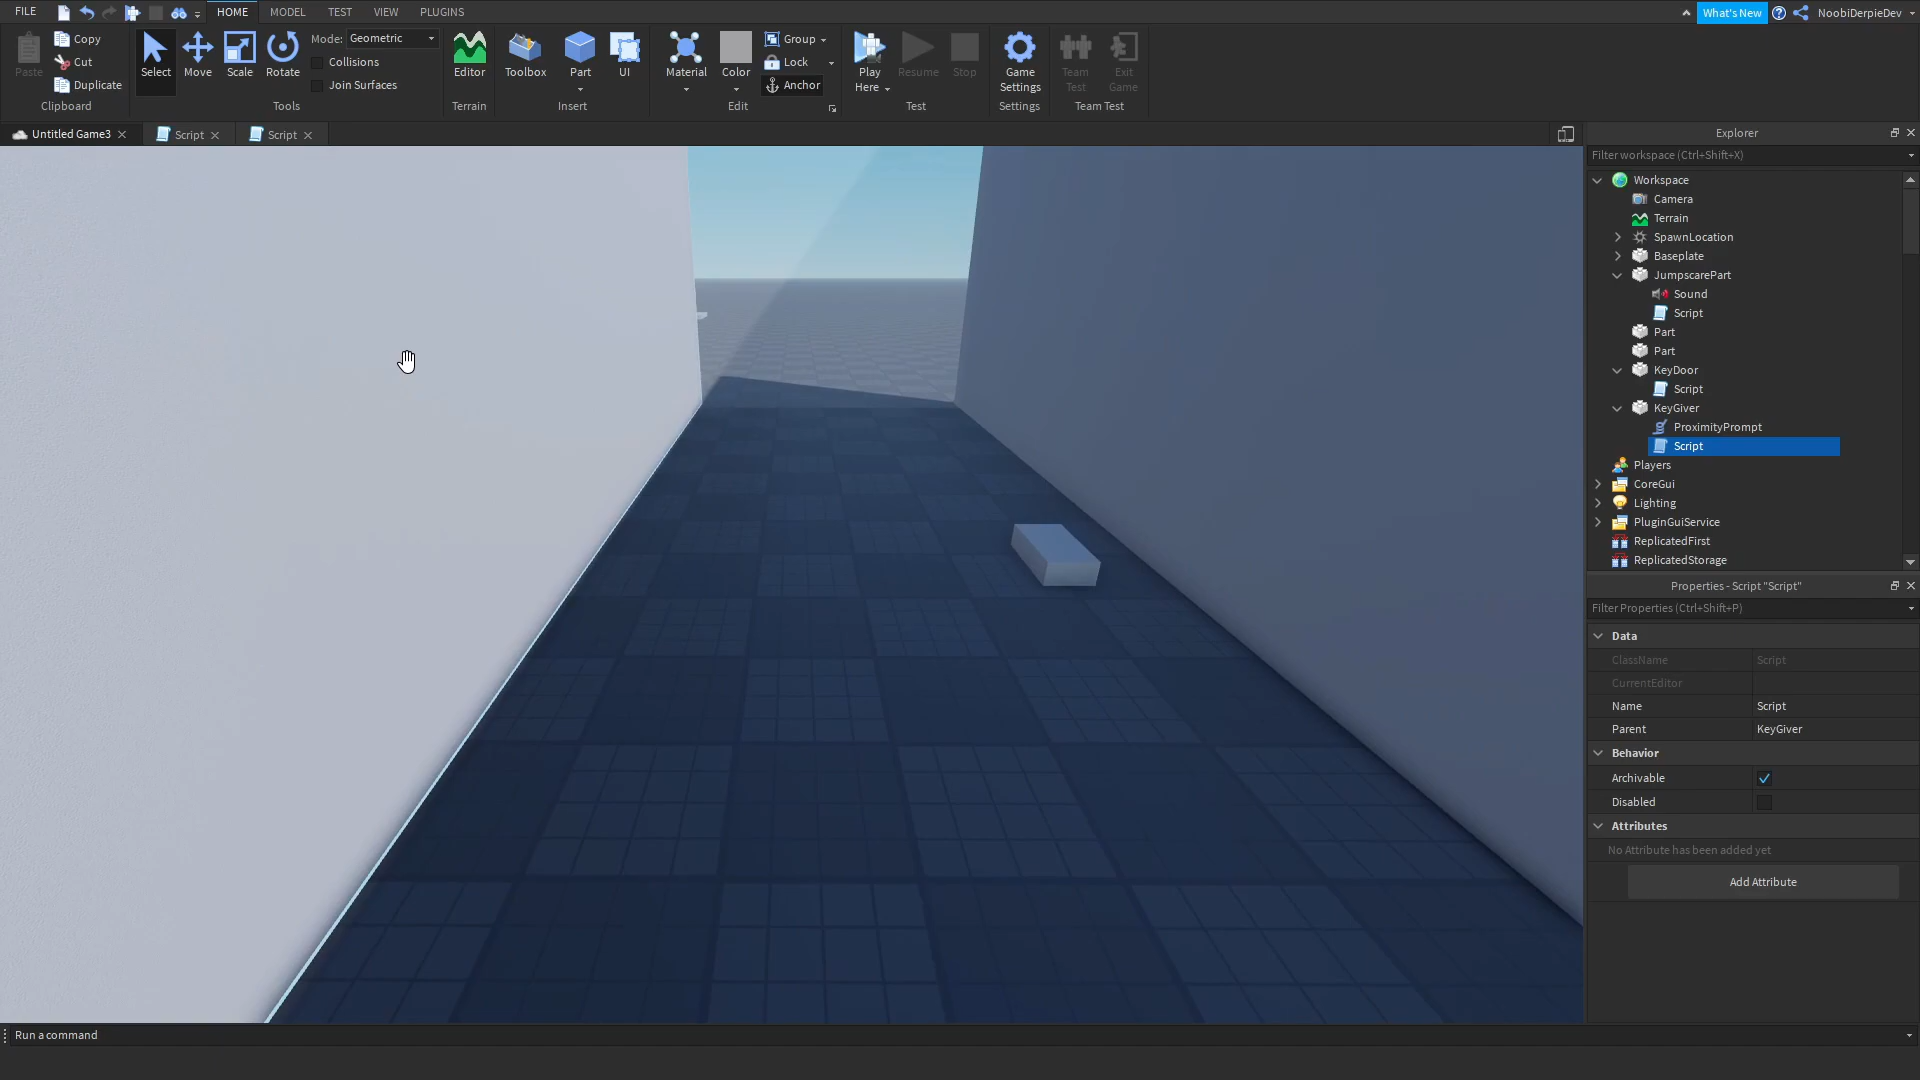 FILE
HOME
MODEL
TEST
VIEW
PLUGINS
What's New
NoobiDerpieDev
Paste
Copy
Cut
Duplicate
Clipboard
Select
Move
Scale
Rotate
Mode: Geometric
Collisions
Join Surfaces
Tools
Editor
Terrain
Toolbox
Part
UI
Insert
Material
Color
Group
Lock
Anchor
Edit
Play
Here
Resume
Stop
Test
Game
Settings
Settings
Team
Test
Exit
Game
Team Test
Untitled Game3
Script
Script
Explorer
Filter workspace (Ctrl+Shift+X)
Workspace
Camera
Terrain
SpawnLocation
Baseplate
JumpscarePart
Sound
Script
Part
Part
KeyDoor
Script
KeyGiver
ProximityPrompt
Script
Players
CoreGui
Lighting
PluginGuiService
ReplicatedFirst
ReplicatedStorage
Properties - Script "Script"
Filter Properties (Ctrl+Shift+P)
Data
ClassName Script
CurrentEditor
Name Script
Parent KeyGiver
Behavior
Archivable
Disabled
Attributes
No Attribute has been added yet
Add Attribute
Run a command